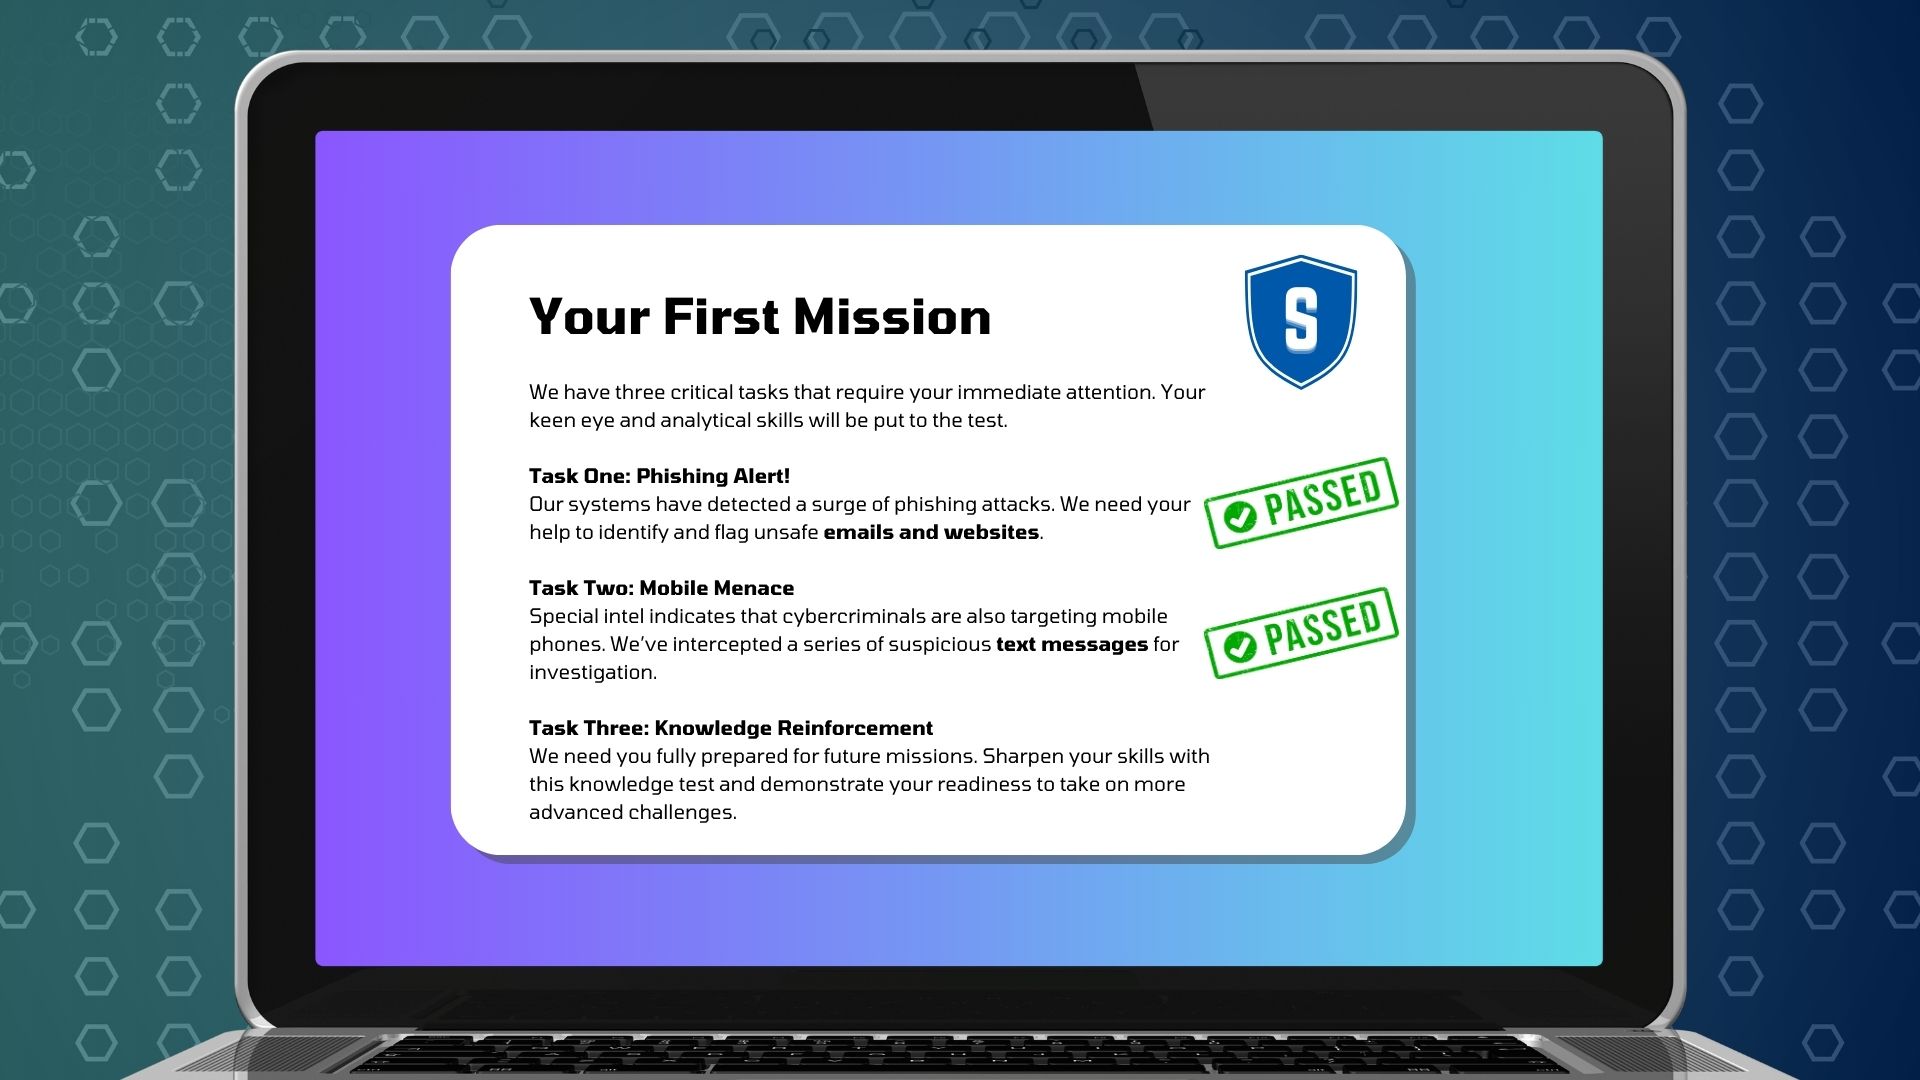 Your First Mission
S
We have three critical tasks that require your immediate attention. Your
keen eye and analytical skills will be put to the test.
Task One: Phishing Alert!
Our systems have detected a surge of phishing attacks. We need your
help to identify and flag unsafe emails and websites.
PASSED
Task Two: Mobile Menace
Special intel indicates that cybercriminals are also targeting mobile
phones. We’ve intercepted a series of suspicious text messages for
investigation.
PASSED
Task Three: Knowledge Reinforcement
We need you fully prepared for future missions. Sharpen your skills with
this knowledge test and demonstrate your readiness to take on more
advanced challenges.